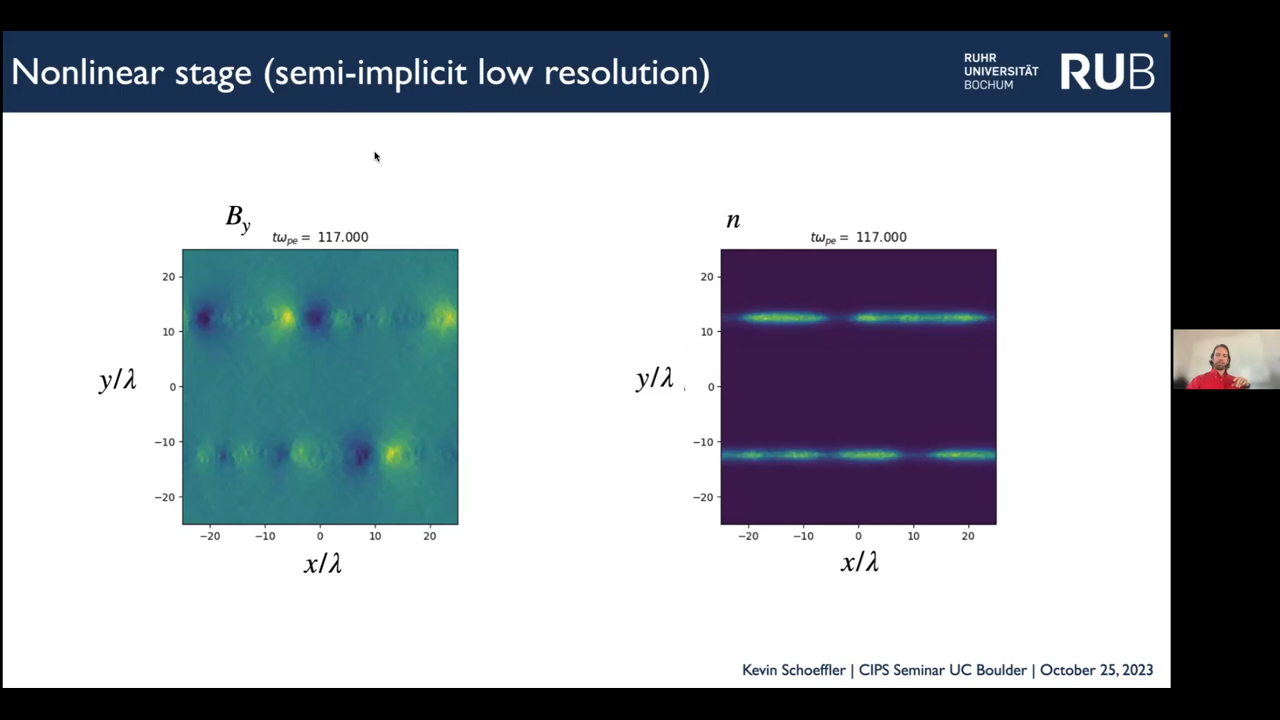 Nonlinear stage (semi-implicit low resolution)
RUHR
UNIVERSITÄT
BOCHUM
RUB
B_y
tω_pe = 117.000
20
10
0
−10
−20
y/λ
−20 −10 0 10 20
x/λ
n
tω_pe = 117.000
20
10
0
−10
−20
y/λ
−20 −10 0 10 20
x/λ
Kevin Schoeffler | CIPS Seminar UC Boulder | October 25, 2023